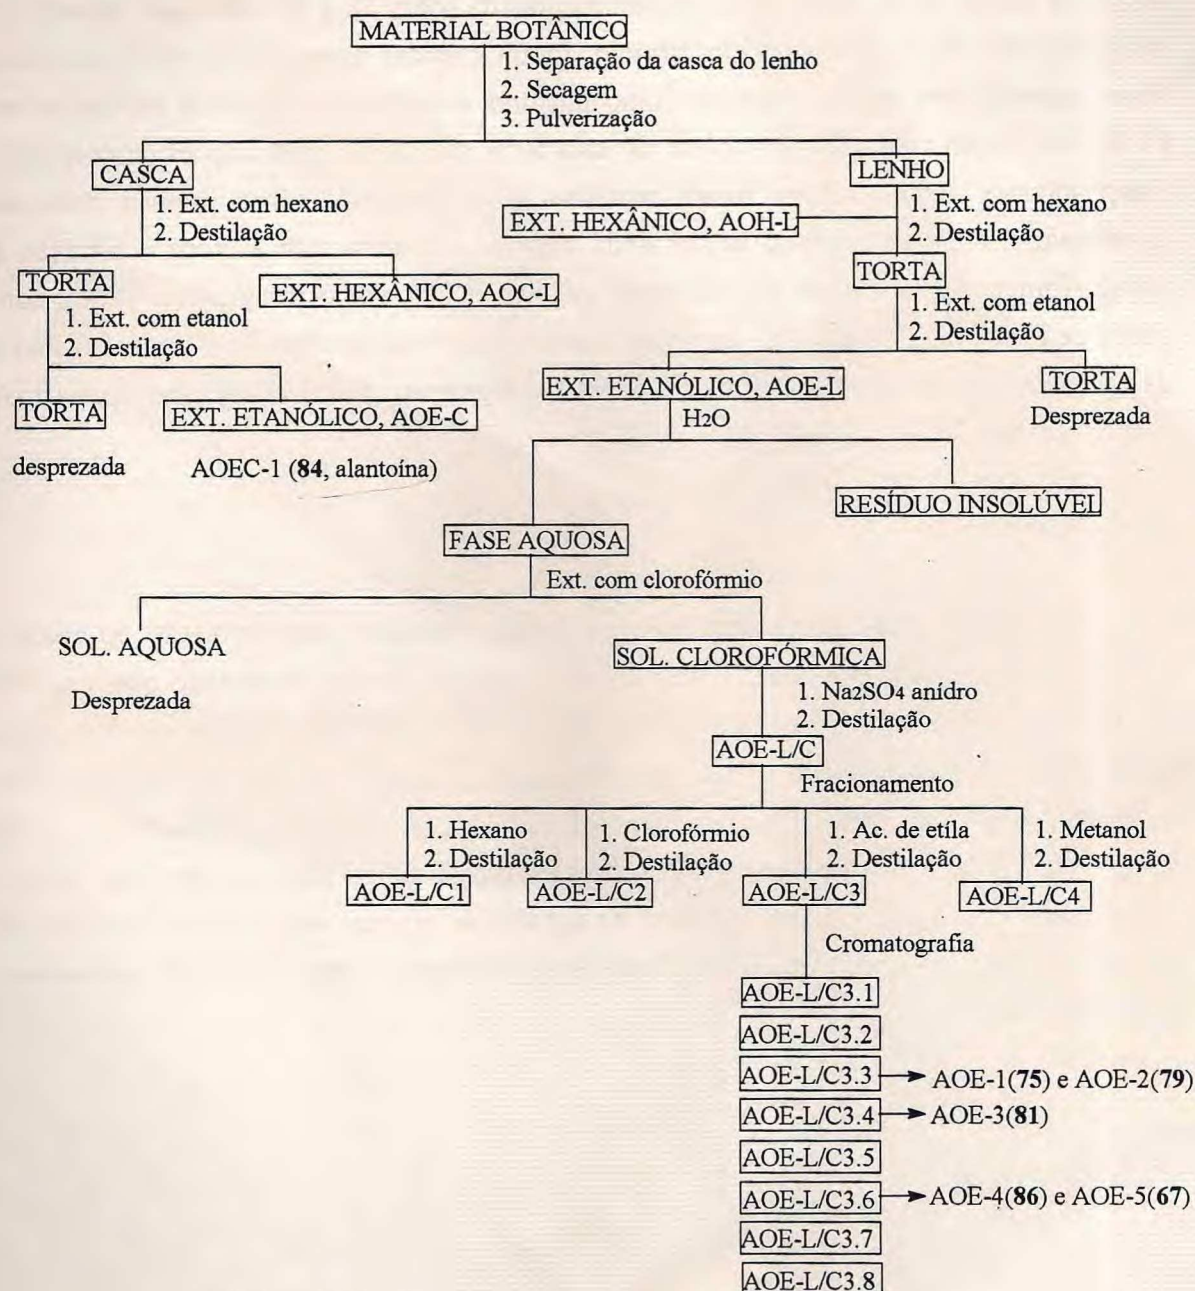 MATERIAL BOTÂNICO
1. Separação da casca do lenho
2. Secagem
3. Pulverização
CASCA
1. Ext. com hexano
2. Destilação
LENHO
1. Ext. com hexano
2. Destilação
EXT. HEXÂNICO, AOH-L
TORTA
EXT. HEXÂNICO, AOC-L
TORTA
1. Ext. com etanol
2. Destilação
1. Ext. com etanol
2. Destilação
TORTA
desprezada
EXT. ETANÓLICO, AOE-C
AOEC-1 (84, alantoína)
EXT. ETANÓLICO, AOE-L
H2O
TORTA
Desprezada
RESÍDUO INSOLÚVEL
FASE AQUOSA
Ext. com clorofórmio
SOL. AQUOSA
Desprezada
SOL. CLOROFÓRMICA
1. Na2SO4 anídro
2. Destilação
AOE-L/C
Fracionamento
1. Hexano
2. Destilação
1. Clorofórmio
2. Destilação
1. Ac. de etíla
2. Destilação
1. Metanol
2. Destilação
AOE-L/C1
AOE-L/C2
AOE-L/C3
AOE-L/C4
Cromatografia
AOE-L/C3.1
AOE-L/C3.2
AOE-L/C3.3 AOE-1(75) e AOE-2(79)
AOE-L/C3.4 AOE-3(81)
AOE-L/C3.5
AOE-L/C3.6 AOE-4(86) e AOE-5(67)
AOE-L/C3.7
AOE-L/C3.8